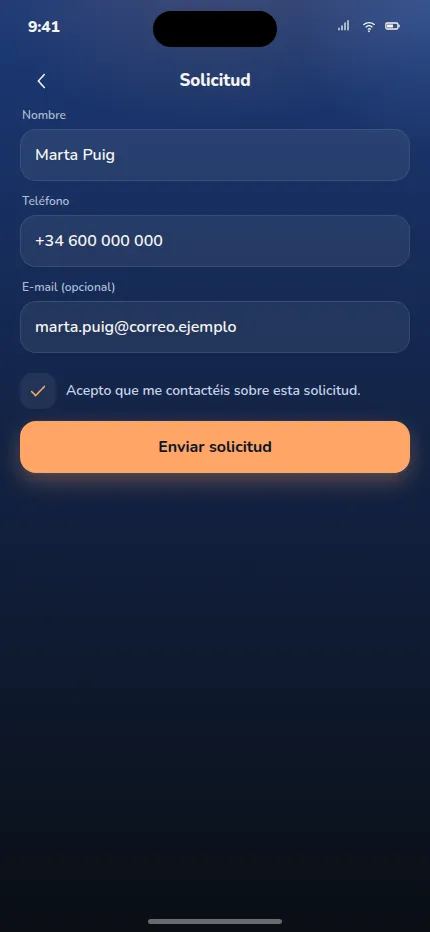 9:41
Solicitud
Nombre
Marta Puig
Teléfono
+34 600 000 000
E-mail (opcional)
marta.puig@correo.ejemplo
Acepto que me contactéis sobre esta solicitud.
Enviar solicitud